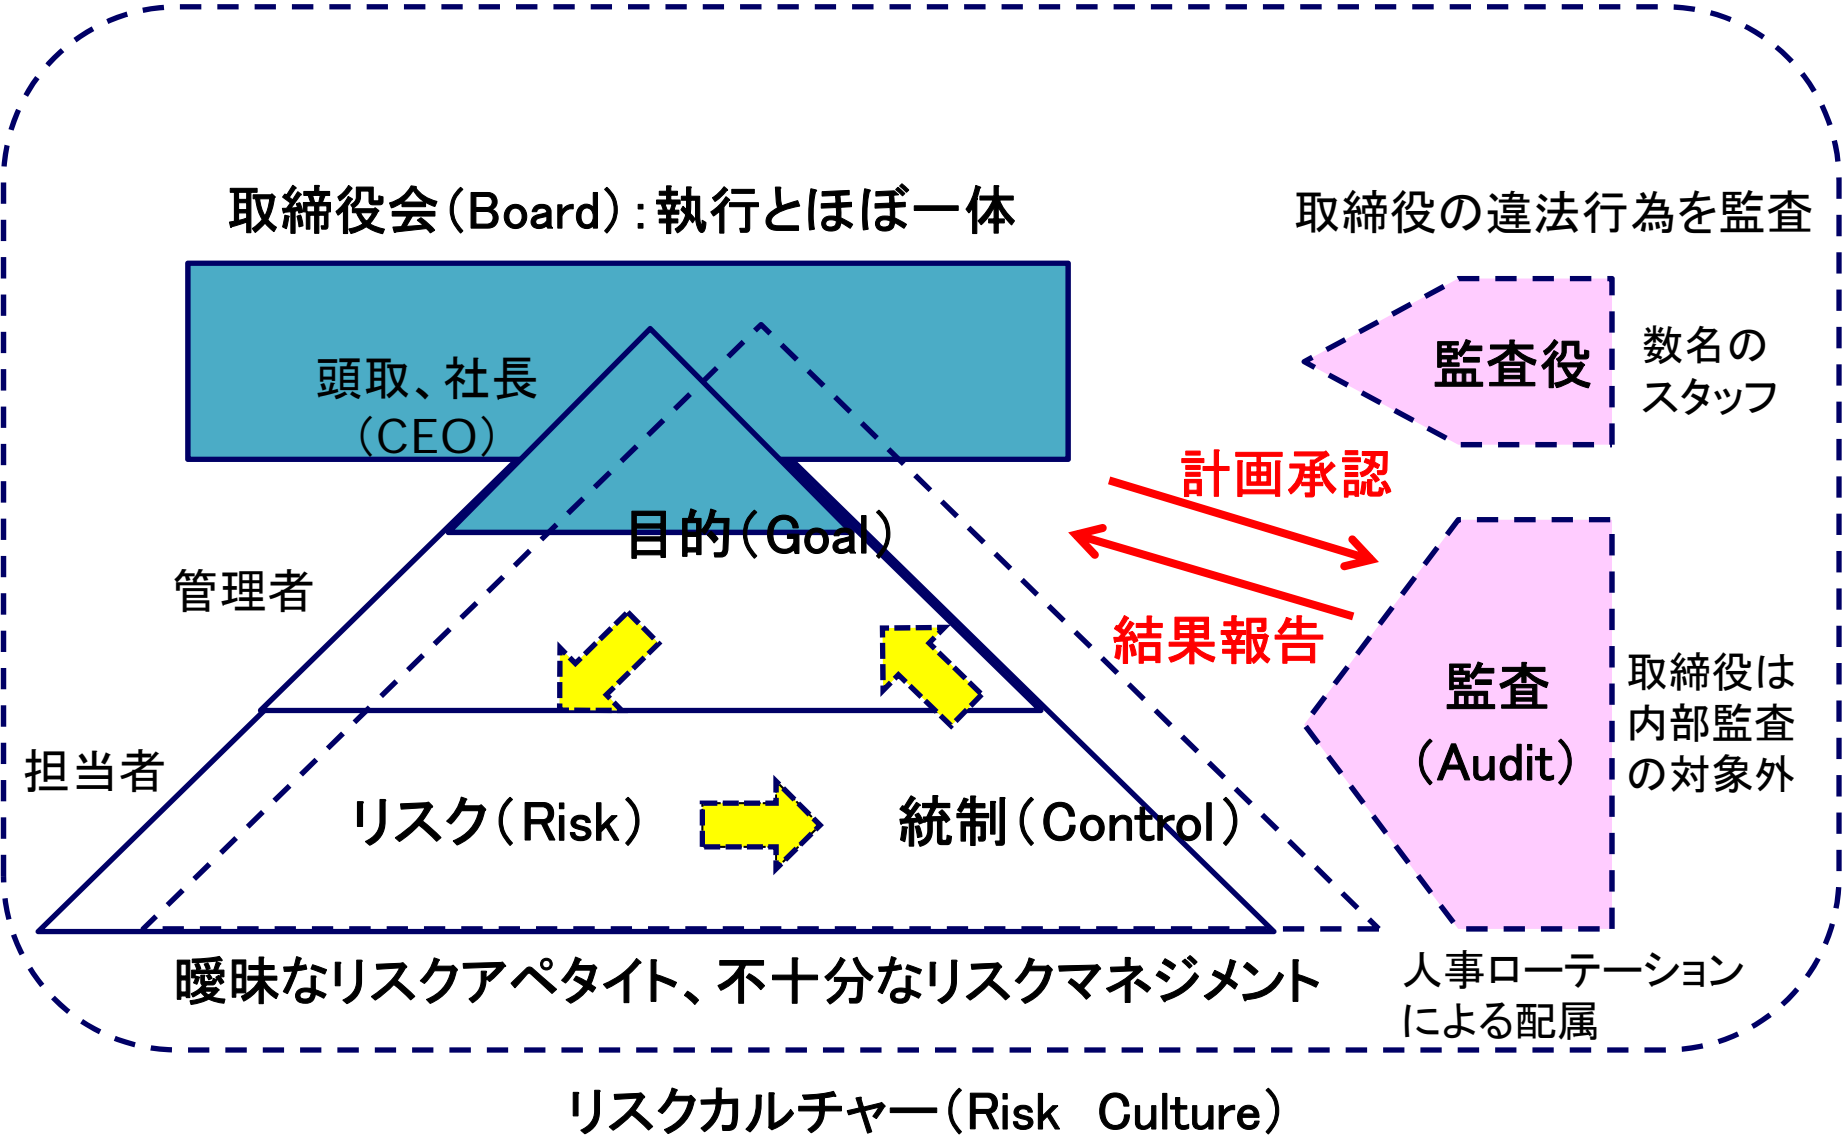 取締役会（Board）：執行とほぼ一体
取締役の違法行為を監査
頭取、社長
（CEO）
監査役
数名の
スタッフ
計画承認
目的（Goal）
管理者
結果報告
監査
（Audit）
取締役は
内部監査
の対象外
担当者
リスク（Risk）
統制（Control）
曖昧なリスクアペタイト、不十分なリスクマネジメント
人事ローテーション
による配属
リスクカルチャー（Risk　Culture）